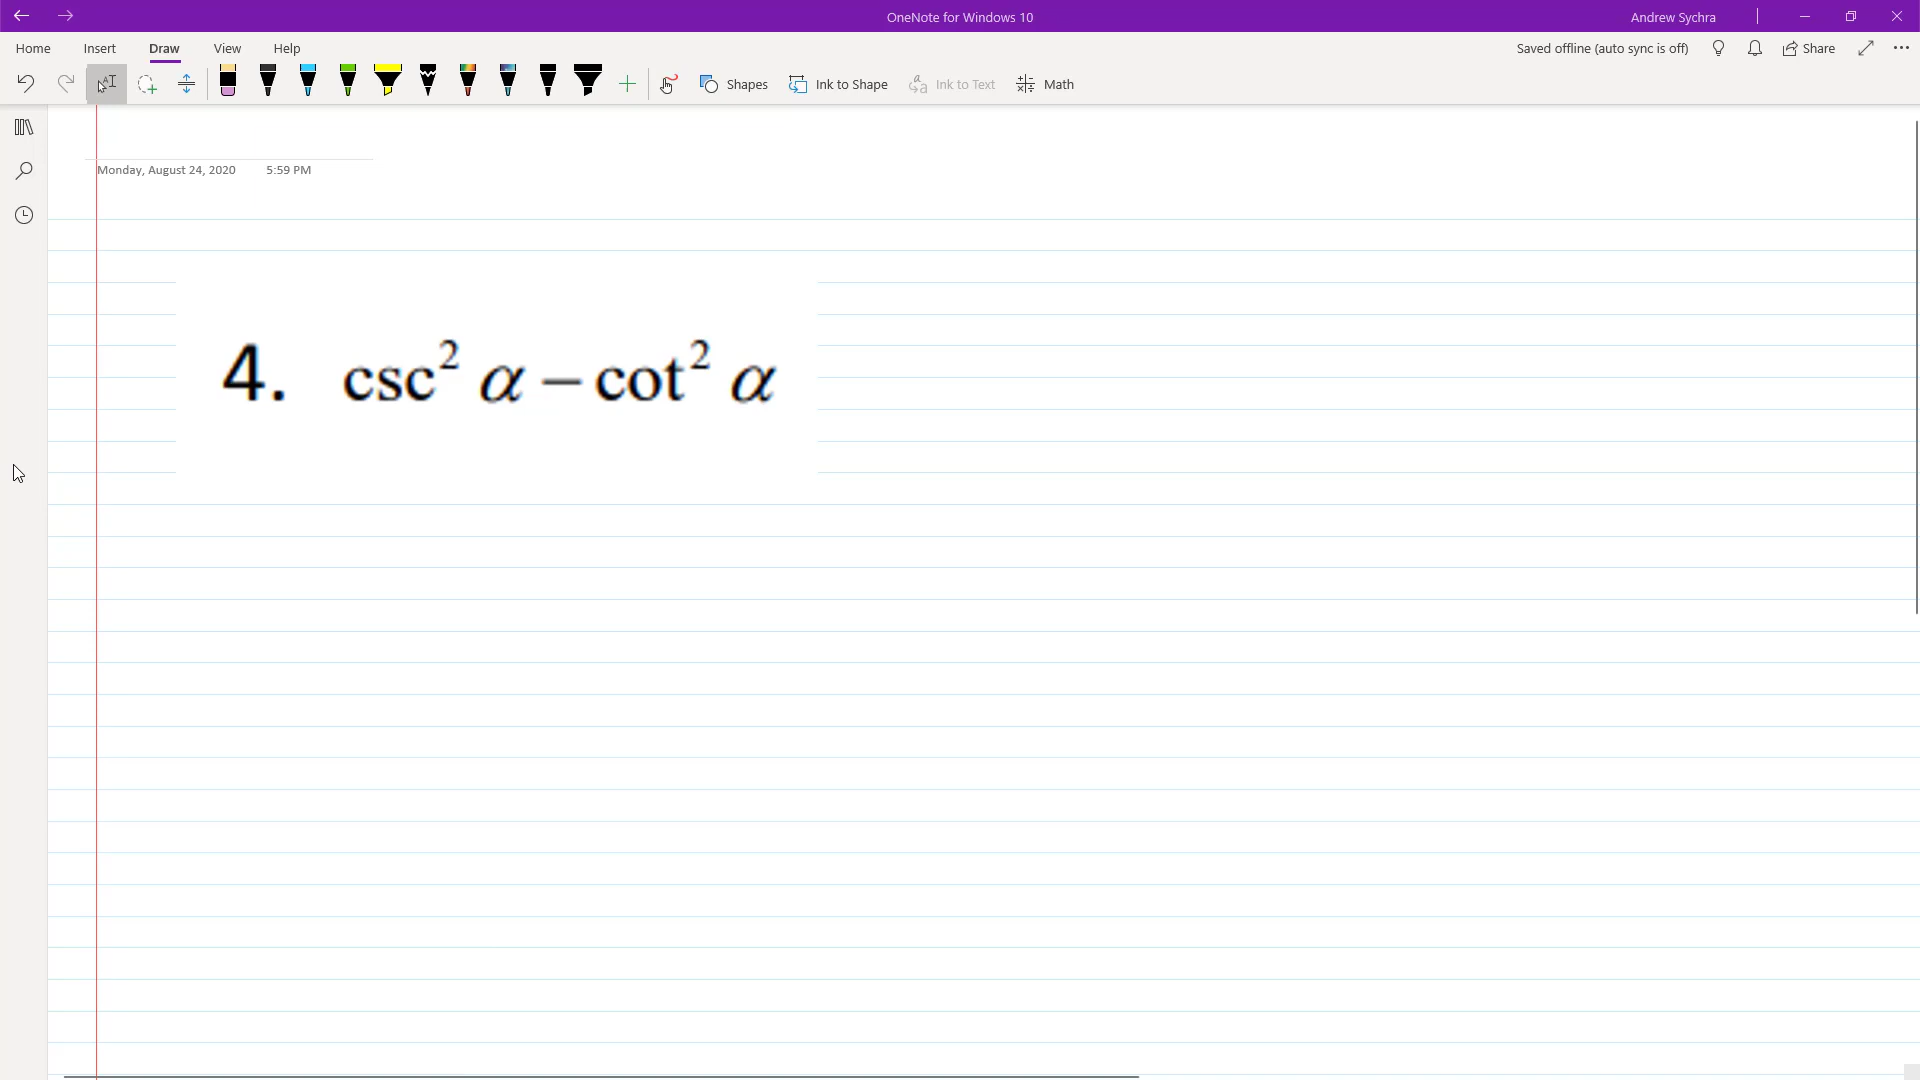 OneNote for Windows 10
Andrew Sychra
Home Insert Draw View Help
Saved offline (auto sync is off)
Share
Shapes Ink to Shape Ink to Text Math
Monday, August 24, 2020 5:59 PM
4. csc² α – cot² α